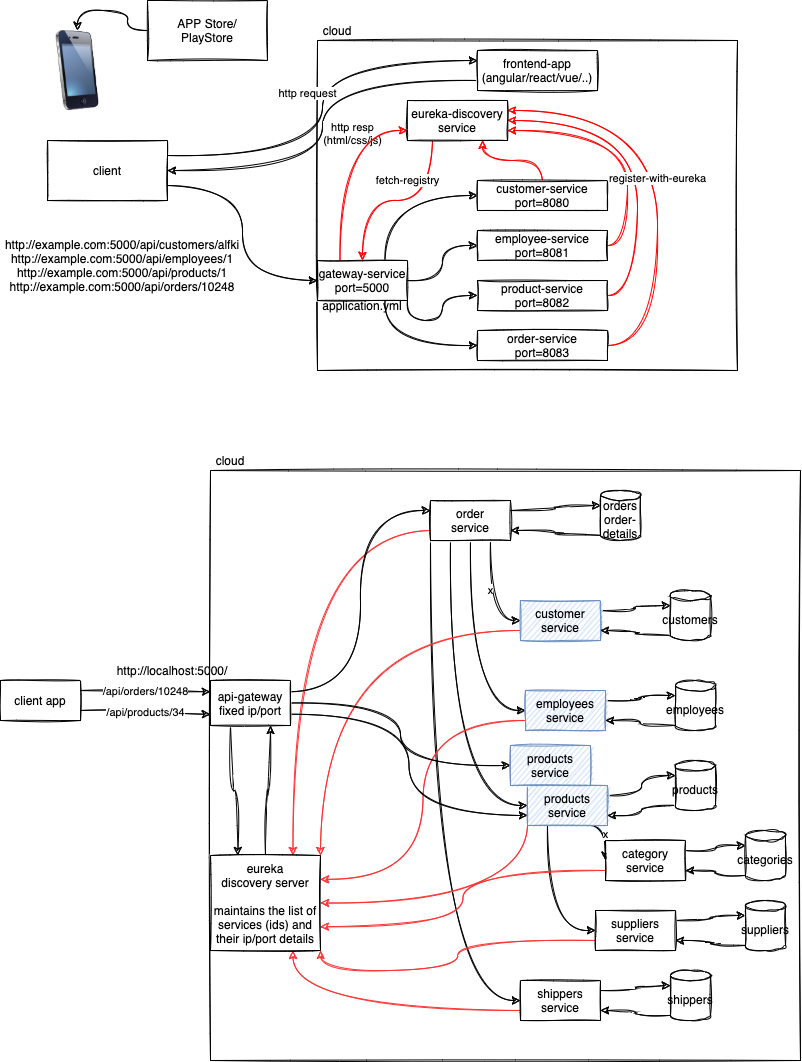 APP Store/
PlayStore
cloud
frontend-app
(angular/react/vue/..)
http request
eureka-discovery
service
http resp
(html/css/js)
client
fetch-registry
register-with-eureka
customer-service
port=8080
http://example.com:5000/api/customers/alfki
http://example.com:5000/api/employees/1
http://example.com:5000/api/products/1
http://example.com:5000/api/orders/10248
employee-service
port=8081
gateway-service
port=5000
application.yml
product-service
port=8082
order-service
port=8083
cloud
order
service
orders
order-
details
x
customer
service
customers
http://localhost:5000/
client app
/api/orders/10248
/api/products/34
api-gateway
fixed ip/port
employees
service
employees
products
service
products
service
products
x
category
service
categories
eureka
discovery server
maintains the list of
services (ids) and
their ip/port details
suppliers
service
suppliers
shippers
service
shippers